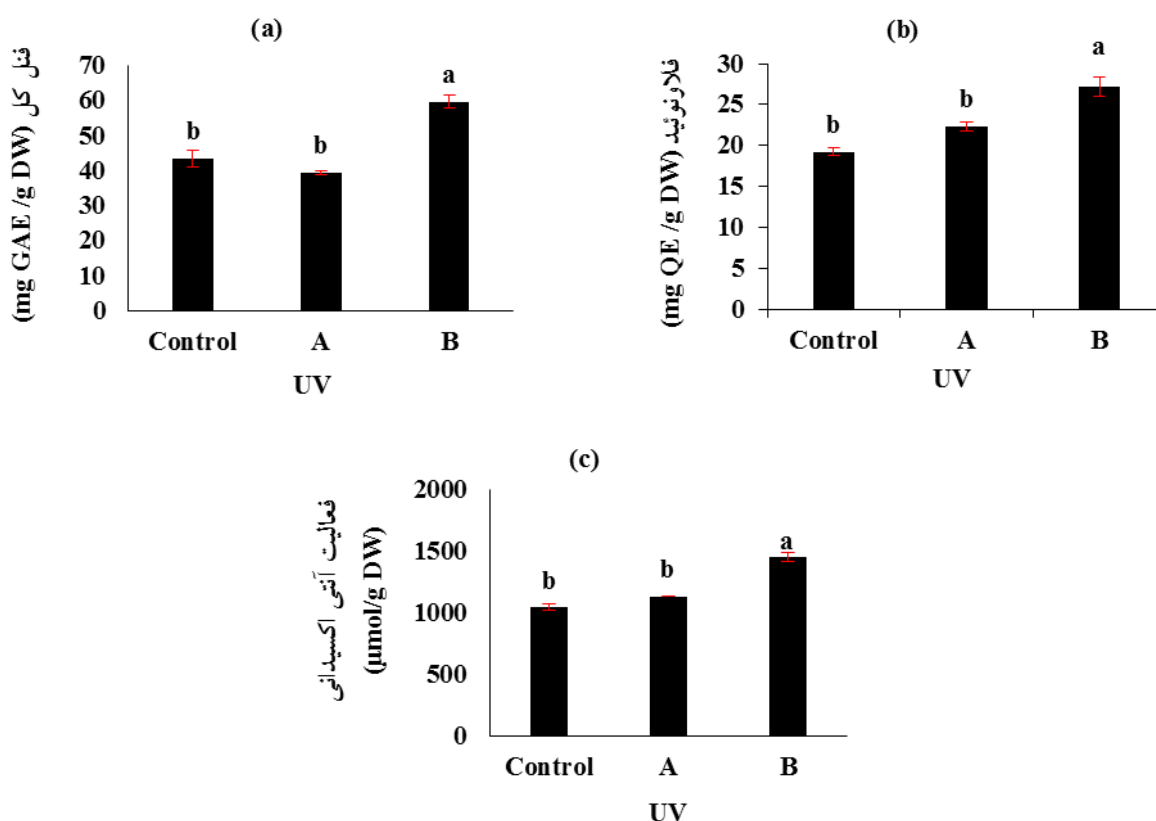 (a)
فنل کل
(mg GAE /g DW)
70
60
50
40
30
20
10
0
b
b
a
Control
A
B
UV
(b)
فلاونوئید
(mg QE /g DW)
30
25
20
15
10
5
0
b
b
a
Control
A
B
UV
(c)
فعالیت آنتی اکسیدانی
(µmol/g DW)
2000
1500
1000
500
0
b
b
a
Control
A
B
UV